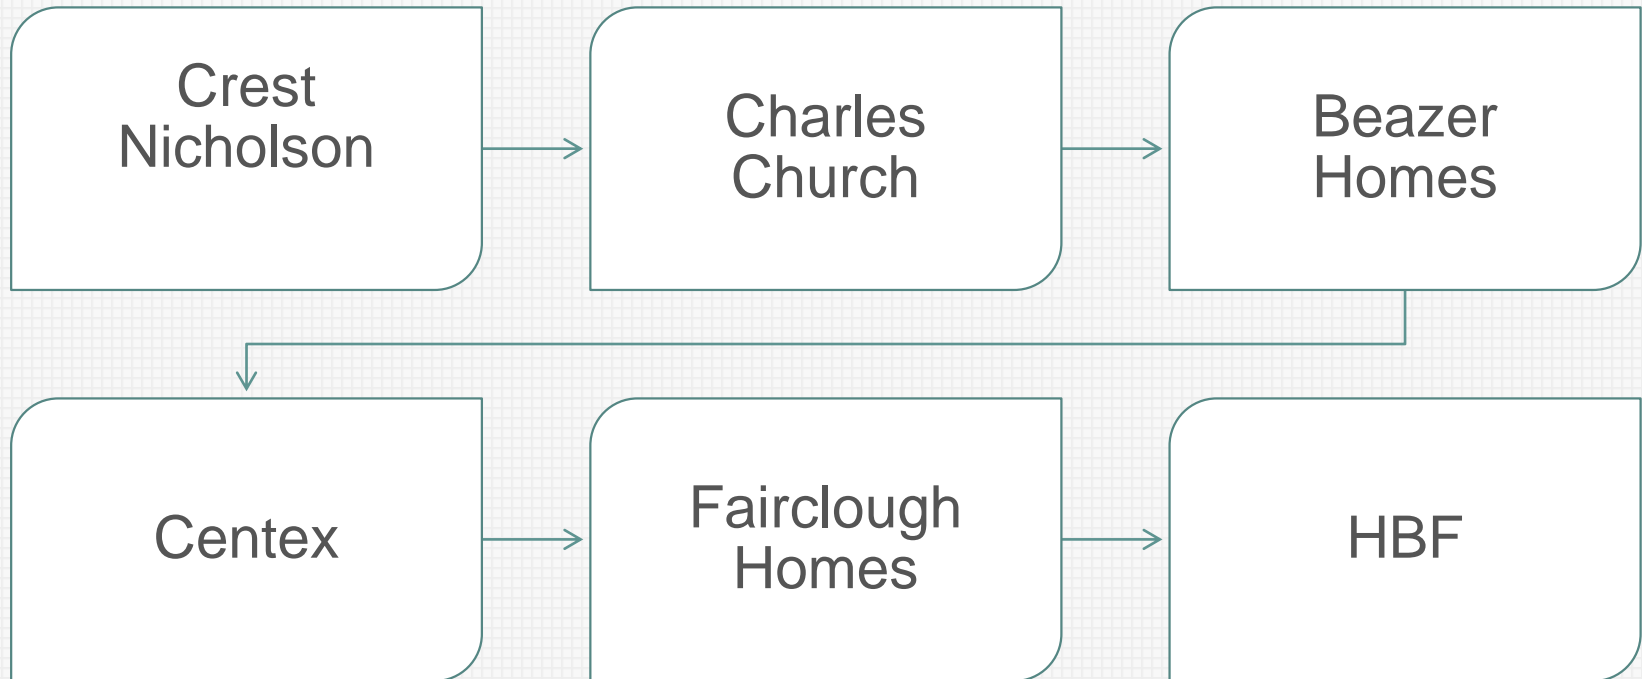 Crest
Nicholson
Charles
Church
Beazer
Homes
Centex
Fairclough
Homes
HBF